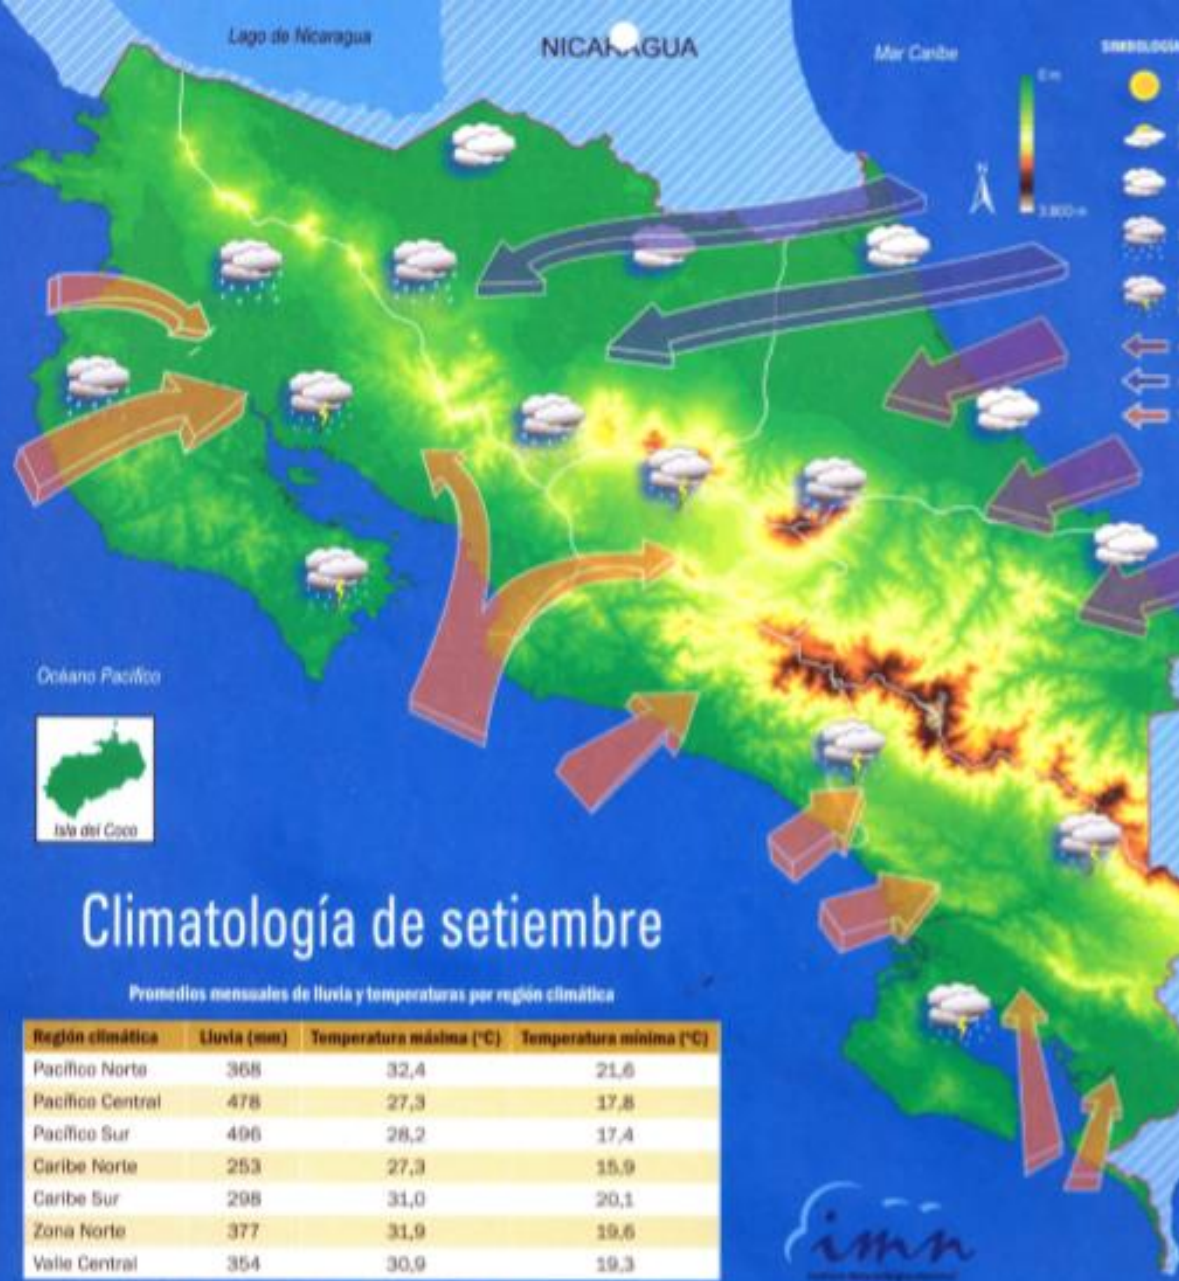 Lago de Nicaragua
NICARAGUA
Mar Caribe
SIMBOLOGÍA
0 m
3.800 m
N
Océano Pacífico
Isla del Coco
Climatología de setiembre
Promedios mensuales de lluvia y temperaturas por región climática
Región climática Lluvia (mm) Temperatura máxima (°C) Temperatura mínima (°C)
Pacífico Norte 368 32,4 21,6
Pacífico Central 478 27,3 17,8
Pacífico Sur 496 28,2 17,4
Caribe Norte 253 27,3 15,9
Caribe Sur 298 31,0 20,1
Zona Norte 377 31,9 19,6
Valle Central 354 30,9 19,3
imn